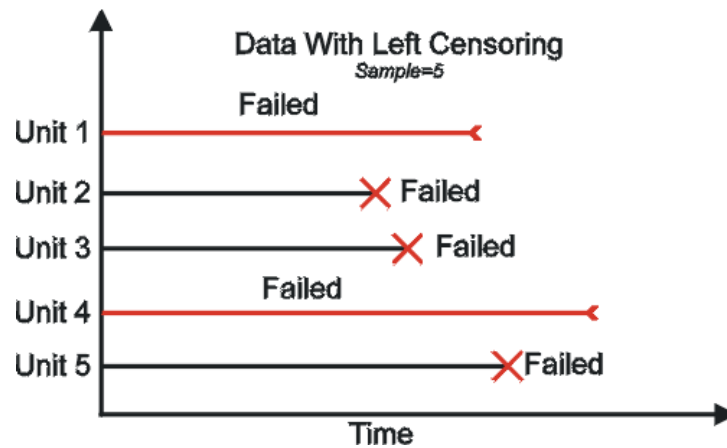 Data With Left Censoring
Sample=5
Failed
Unit 1
Unit 2
Failed
Unit 3
Failed
Failed
Unit 4
Unit 5
Failed
Time